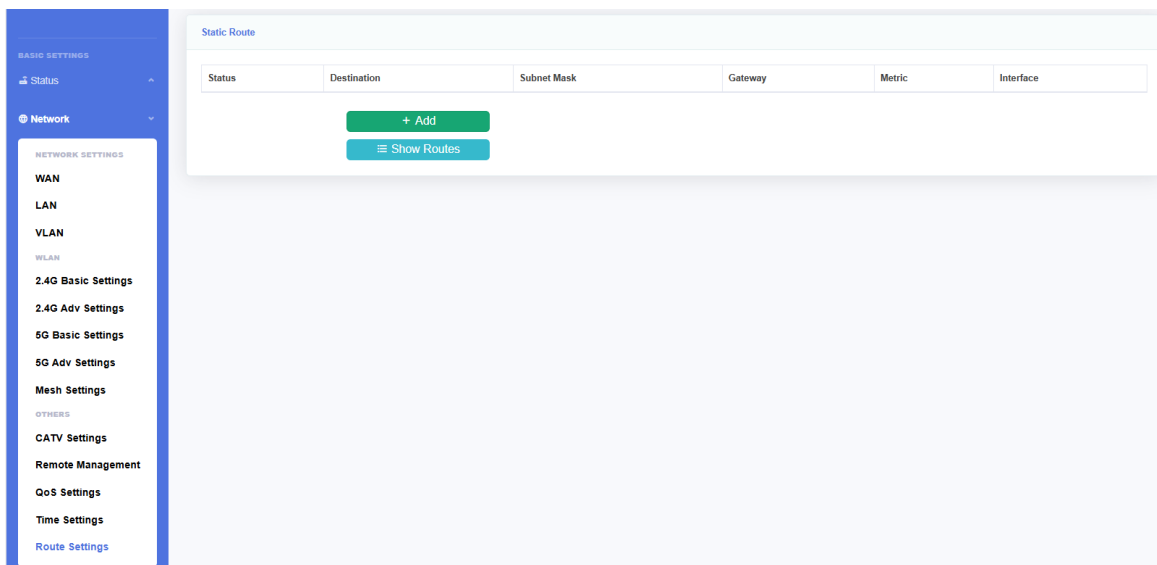 BASIC SETTINGS
Status
Network
NETWORK SETTINGS
WAN
LAN
VLAN
WLAN
2.4G Basic Settings
2.4G Adv Settings
5G Basic Settings
5G Adv Settings
Mesh Settings
OTHERS
CATV Settings
Remote Management
QoS Settings
Time Settings
Route Settings
Static Route
Status Destination Subnet Mask Gateway Metric Interface
+ Add
Show Routes